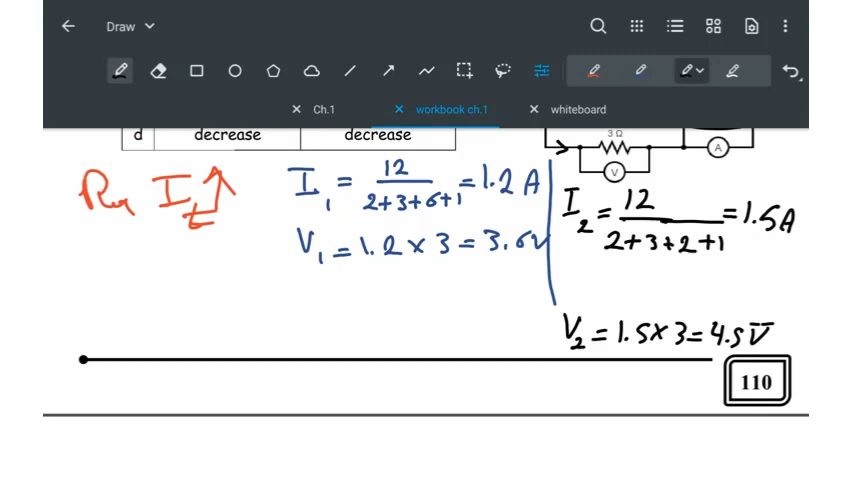 Draw
Ch.1
workbook ch.1
whiteboard
d decrease decrease
3 Ω
V
A
I₁ = 12 / 2+3+6+1 = 1.2 A
V₁ = 1.2 × 3 = 3.6V
I₂ = 12 / 2+3+2+1 = 1.5A
V₂ = 1.5×3 = 4.5 V
110